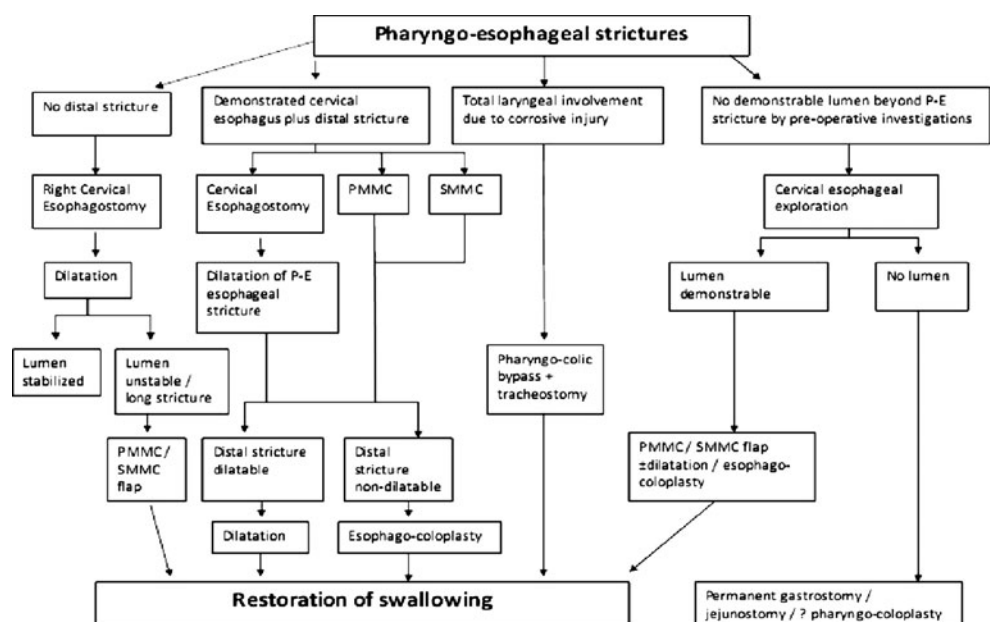 Pharyngo-esophageal strictures
No distal stricture
Demonstrated cervical
esophagus plus distal stricture
Total laryngeal involvement
due to corrosive injury
No demonstrable lumen beyond P-E
stricture by pre-operative investigations
Right Cervical
Esophagostomy
Cervical
Esophagostomy
PMMC
SMMC
Cervical esophageal
exploration
Dilatation
Dilatation of P-E
esophageal
stricture
Lumen
demonstrable
No lumen
Lumen
stabilized
Lumen
unstable /
long stricture
Pharyngo-colic
bypass +
tracheostomy
PMMC/
SMMC
flap
Distal stricture
dilatable
Distal
stricture
non-dilatable
PMMC/ SMMC flap
±dilatation / esophago-
coloplasty
Dilatation
Esophago-coloplasty
Restoration of swallowing
Permanent gastrostomy /
jejunostomy / ? pharyngo-coloplasty